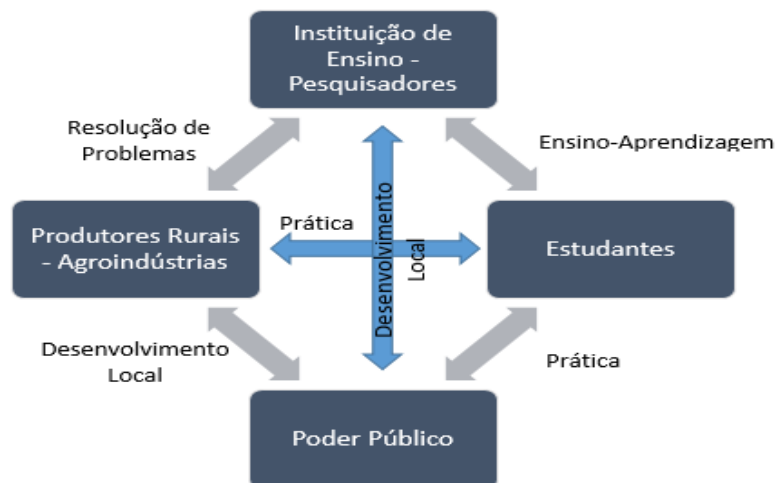 Instituição de
Ensino -
Pesquisadores
Resolução de
Problemas
Ensino-Aprendizagem
Produtores Rurais
- Agroindústrias
Prática
Desenvolvimento
Local
Estudantes
Desenvolvimento
Local
Prática
Poder Público